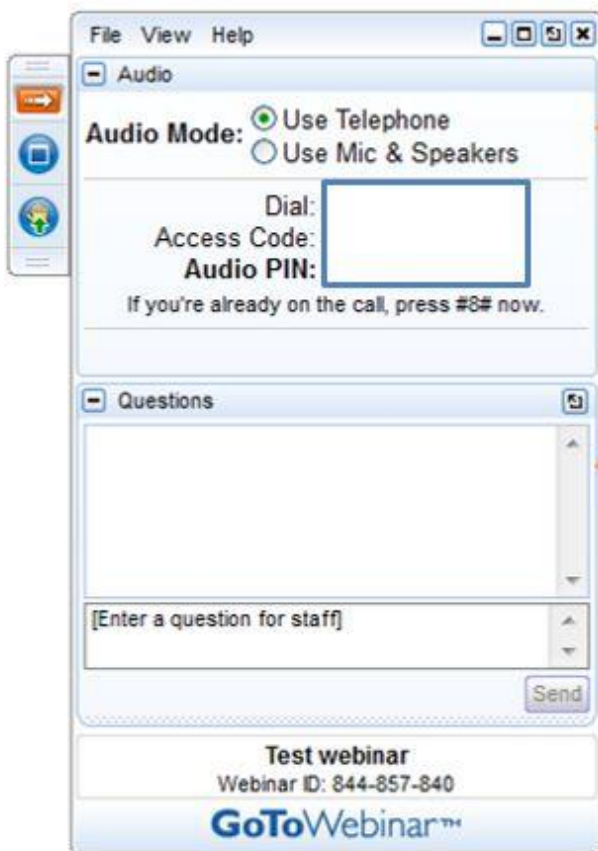 File View Help
Audio
Audio Mode: Use Telephone
Use Mic & Speakers
Dial:
Access Code:
Audio PIN:
If you're already on the call, press #8# now.
Questions
[Enter a question for staff]
Send
Test webinar
Webinar ID: 844-857-840
GoToWebinar™